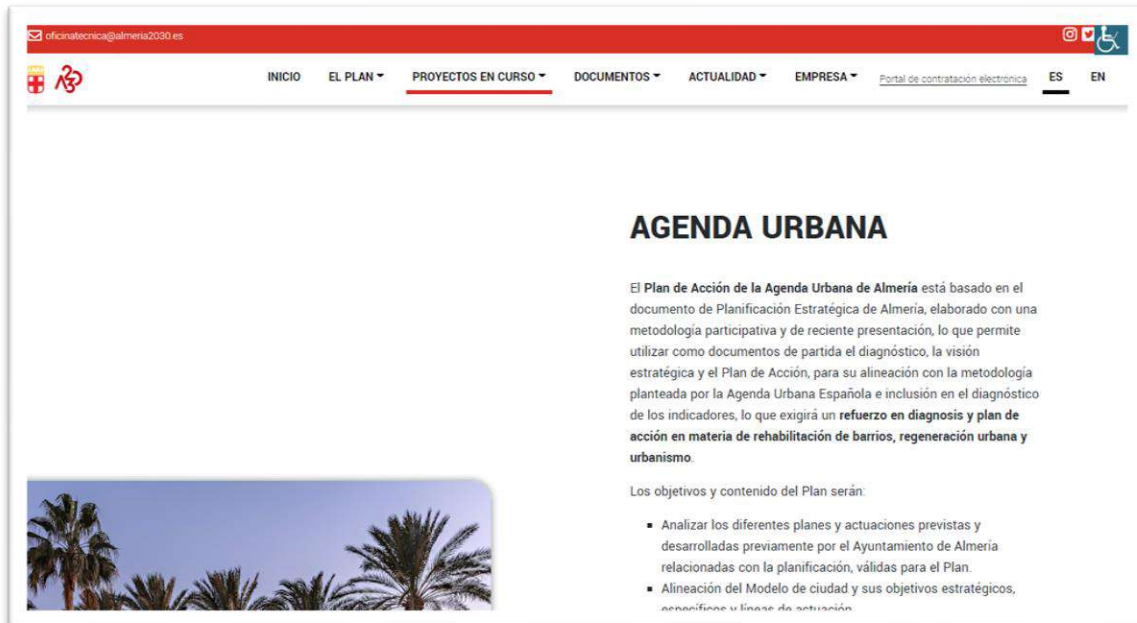 oficinatecnica@almeria2030.es
INICIO EL PLAN PROYECTOS EN CURSO DOCUMENTOS ACTUALIDAD EMPRESA Portal de contratación electrónica ES EN
AGENDA URBANA
El Plan de Acción de la Agenda Urbana de Almería está basado en el
documento de Planificación Estratégica de Almería, elaborado con una
metodología participativa y de reciente presentación, lo que permite
utilizar como documentos de partida el diagnóstico, la visión
estratégica y el Plan de Acción, para su alineación con la metodología
planteada por la Agenda Urbana Española e inclusión en el diagnóstico
de los indicadores, lo que exigirá un refuerzo en diagnosis y plan de
acción en materia de rehabilitación de barrios, regeneración urbana y
urbanismo.
Los objetivos y contenido del Plan serán:
▪ Analizar los diferentes planes y actuaciones previstas y
desarrolladas previamente por el Ayuntamiento de Almería
relacionadas con la planificación, válidas para el Plan.
▪ Alineación del Modelo de ciudad y sus objetivos estratégicos,
específicos y líneas de actuación